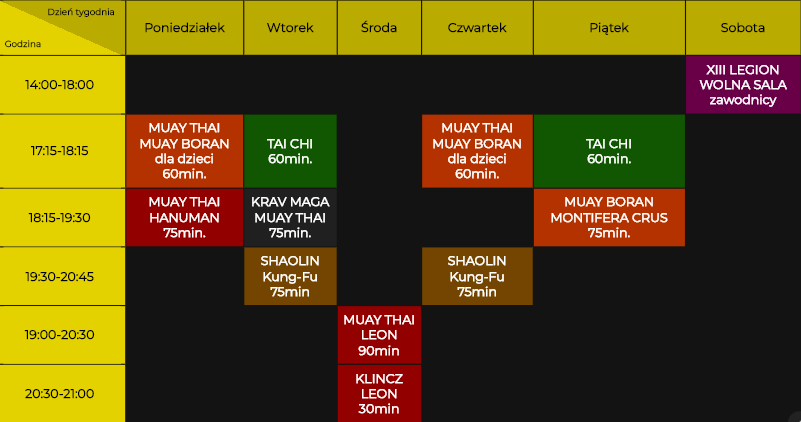 Dzień tygodnia
Godzina
Poniedziałek
Wtorek
Środa
Czwartek
Piątek
Sobota
14:00-18:00
XIII LEGION
WOLNA SALA
zawodnicy
17:15-18:15
MUAY THAI
MUAY BORAN
dla dzieci
60min.
TAI CHI
60min.
MUAY THAI
MUAY BORAN
dla dzieci
60min.
TAI CHI
60min.
18:15-19:30
MUAY THAI
HANUMAN
75min.
KRAV MAGA
MUAY THAI
75min.
MUAY BORAN
MONTIFERA CRUS
75min.
19:30-20:45
SHAOLIN
Kung-Fu
75min
SHAOLIN
Kung-Fu
75min
19:00-20:30
MUAY THAI
LEON
90min
20:30-21:00
KLINCZ
LEON
30min